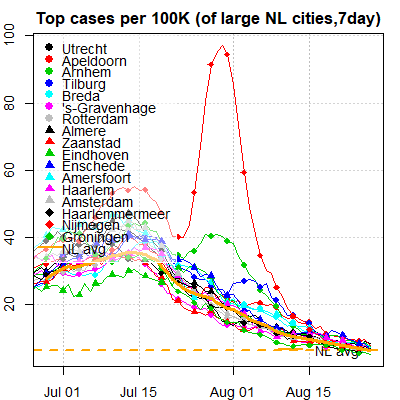 Top cases per 100K (of large NL cities,7day)
100
80
60
40
20
Utrecht
Apeldoorn
Arnhem
Tilburg
Breda
's-Gravenhage
Rotterdam
Almere
Zaanstad
Eindhoven
Enschede
Amersfoort
Haarlem
Amsterdam
Haarlemmermeer
Nijmegen
Groningen
NL avg
NL avg
Jul 01
Jul 15
Aug 01
Aug 15